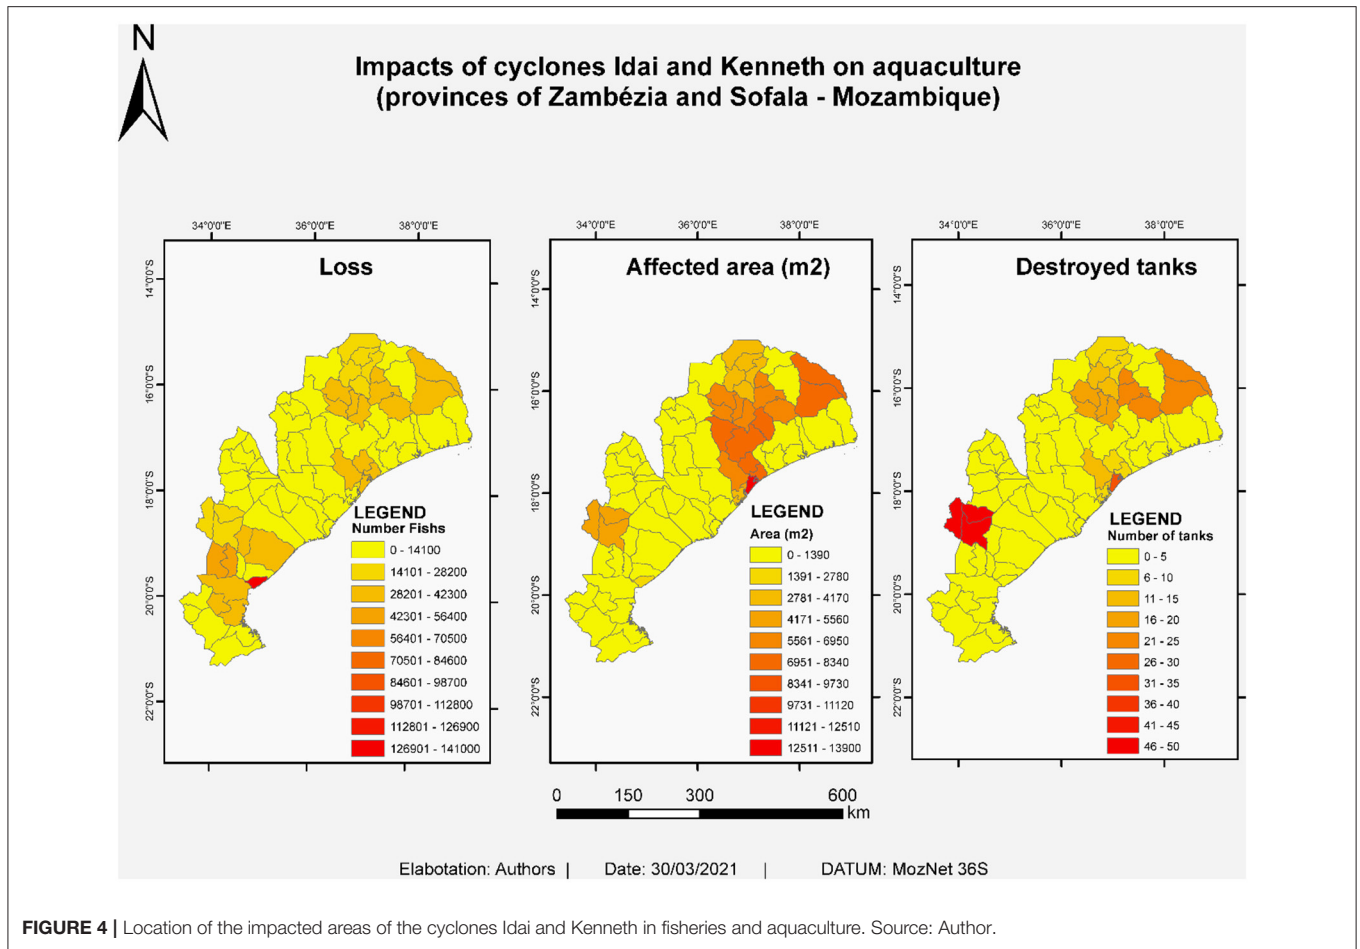 N
Impacts of cyclones Idai and Kenneth on aquaculture
(provinces of Zambézia and Sofala - Mozambique)
34°0'0"E 36°0'0"E 38°0'0"E
Loss
14°0'0"S
16°0'0"S
18°0'0"S
20°0'0"S
22°0'0"S
LEGEND
Number Fishs
0 - 14100
14101 - 28200
28201 - 42300
42301 - 56400
56401 - 70500
70501 - 84600
84601 - 98700
98701 - 112800
112801 - 126900
126901 - 141000
34°0'0"E 36°0'0"E 38°0'0"E
Affected area (m2)
14°0'0"S
16°0'0"S
18°0'0"S
20°0'0"S
22°0'0"S
LEGEND
Area (m2)
0 - 1390
1391 - 2780
2781 - 4170
4171 - 5560
5561 - 6950
6951 - 8340
8341 - 9730
9731 - 11120
11121 - 12510
12511 - 13900
34°0'0"E 36°0'0"E 38°0'0"E
Destroyed tanks
14°0'0"S
16°0'0"S
18°0'0"S
20°0'0"S
22°0'0"S
LEGEND
Number of tanks
0 - 5
6 - 10
11 - 15
16 - 20
21 - 25
26 - 30
31 - 35
36 - 40
41 - 45
46 - 50
0 150 300 600
km
Elabotation: Authors | Date: 30/03/2021 | DATUM: MozNet 36S
FIGURE 4 | Location of the impacted areas of the cyclones Idai and Kenneth in fisheries and aquaculture. Source: Author.